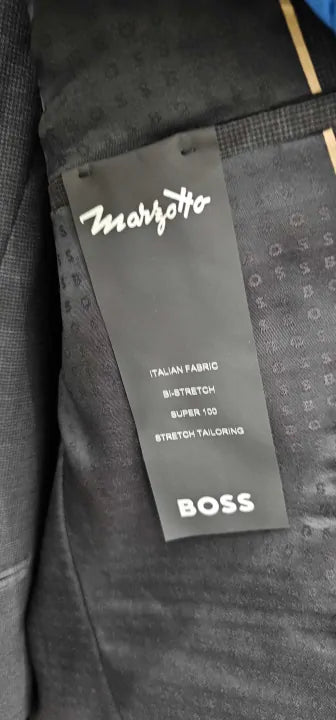 Marzotto
ITALIAN FABRIC
BI-STRETCH
SUPER 100
STRETCH TAILORING
BOSS